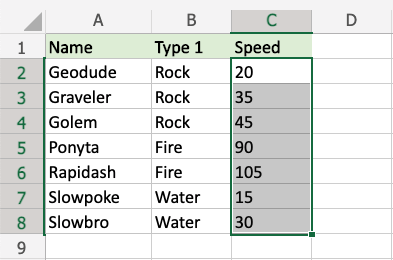 A B C D
1 Name Type 1 Speed
2 Geodude Rock 20
3 Graveler Rock 35
4 Golem Rock 45
5 Ponyta Fire 90
6 Rapidash Fire 105
7 Slowpoke Water 15
8 Slowbro Water 30
9